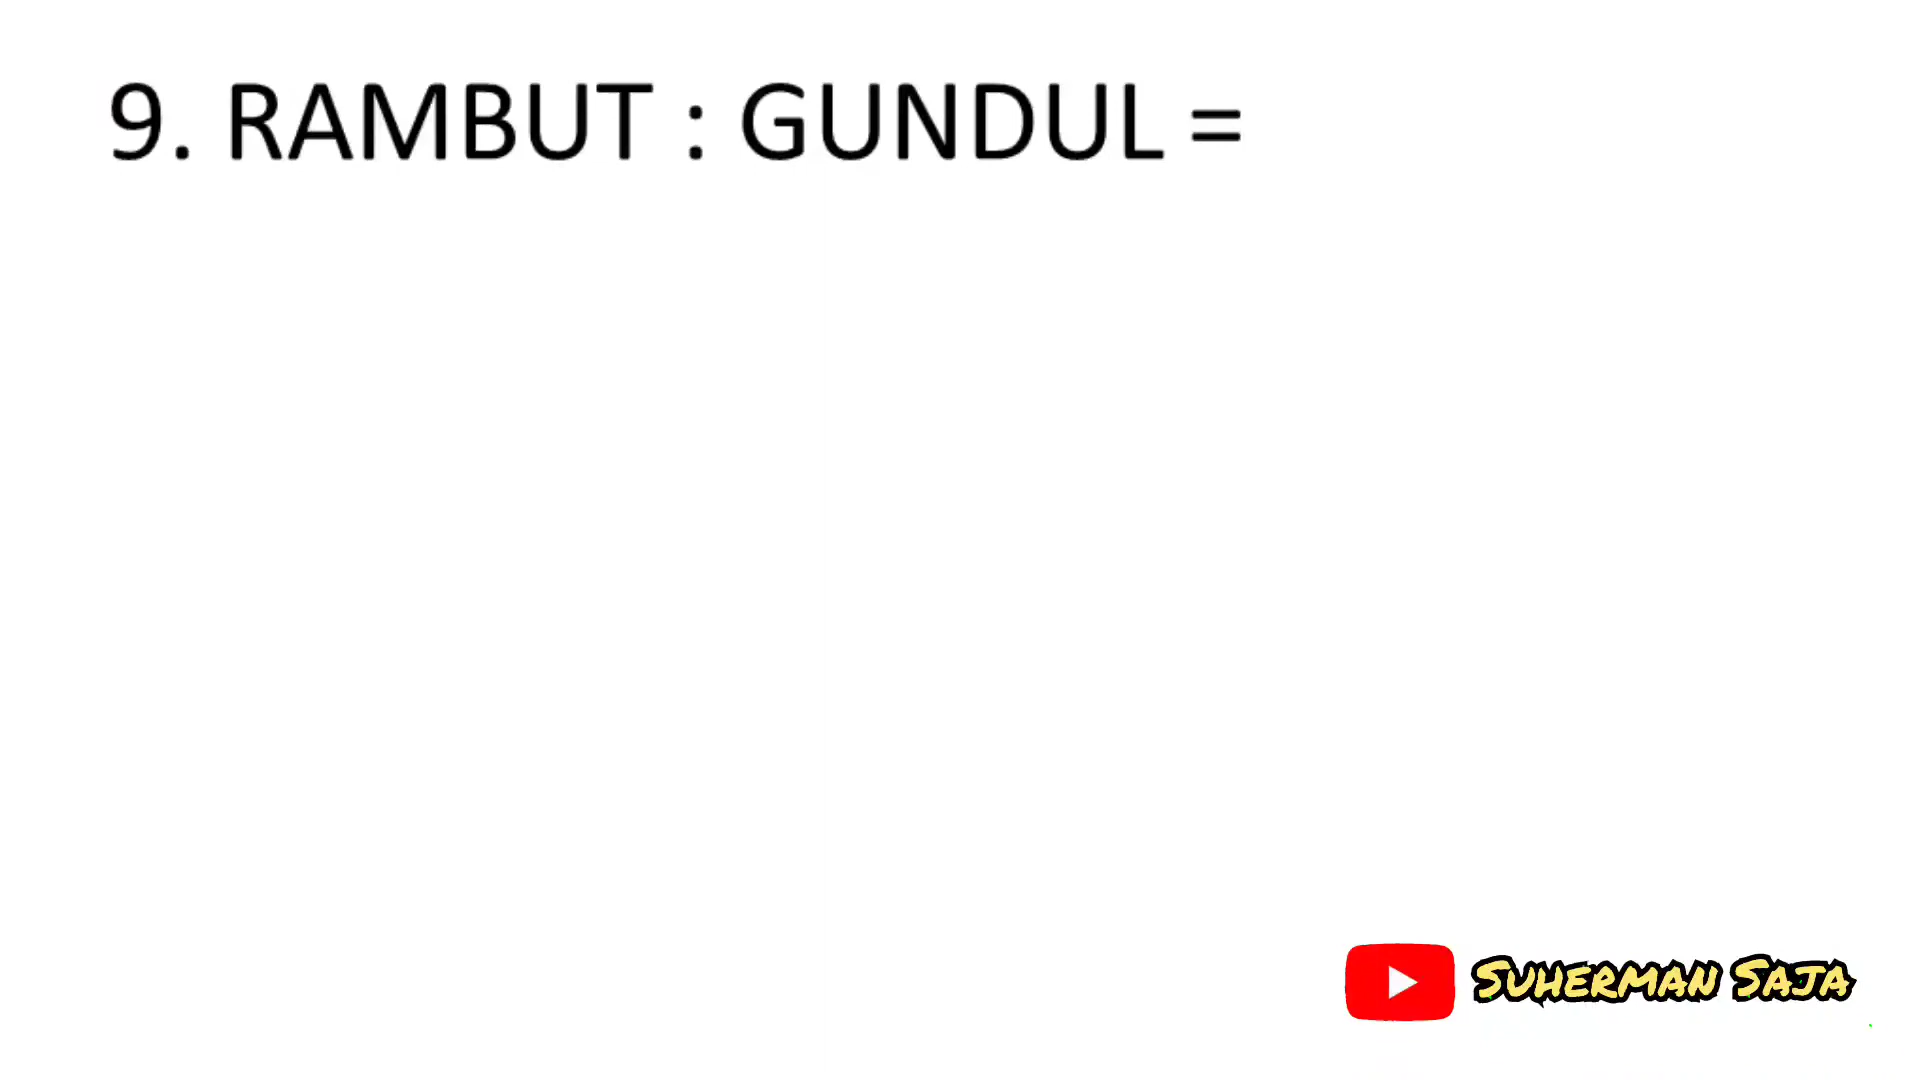 9. RAMBUT : GUNDUL =
SUHERMAN SAJA